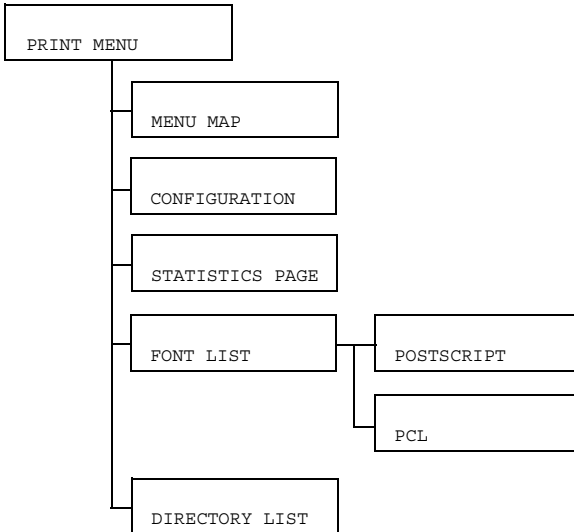 PRINT MENU
MENU MAP
CONFIGURATION
STATISTICS PAGE
FONT LIST
POSTSCRIPT
PCL
DIRECTORY LIST